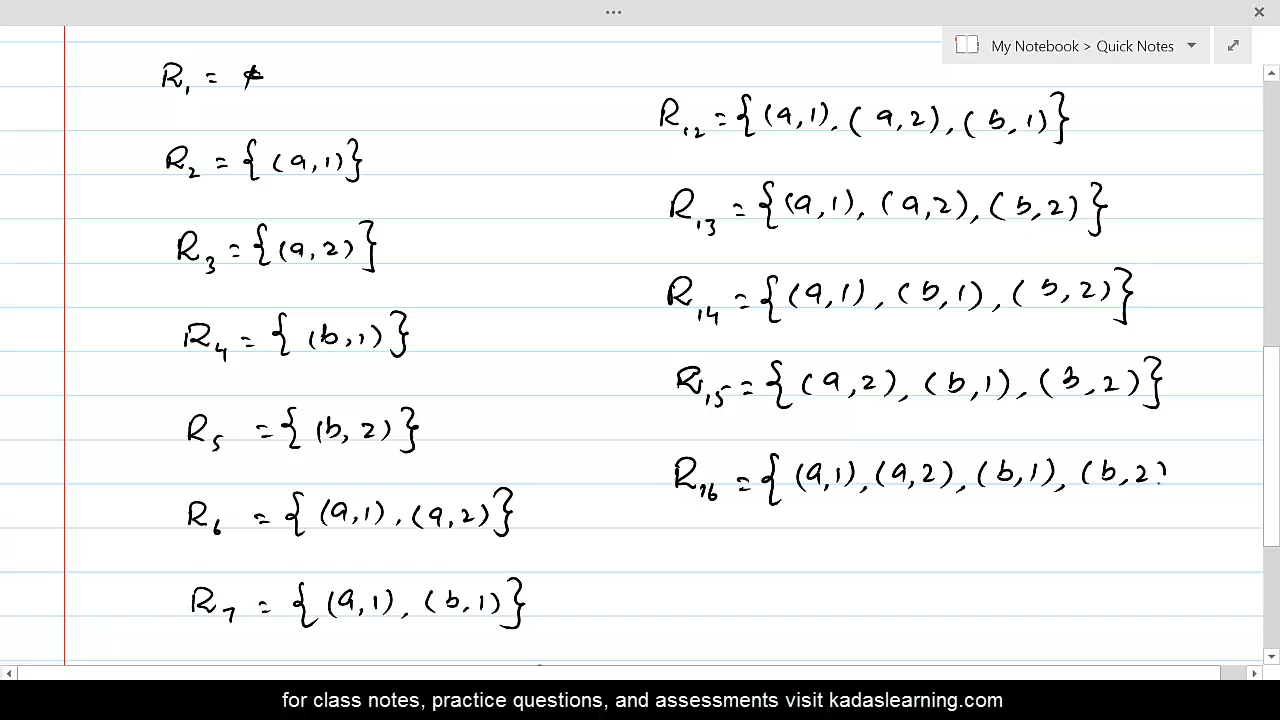 ...
My Notebook > Quick Notes
R₁ = ϕ
R₂ = {(a,1)}
R₃ = {(a,2)}
R₄ = {(b,1)}
R₅ = {(b,2)}
R₆ = {(a,1),(a,2)}
R₇ = {(a,1),(b,1)}
R₁₂ = {(a,1),(a,2),(b,1)}
R₁₃ = {(a,1),(a,2),(b,2)}
R₁₄ = {(a,1),(b,1),(b,2)}
R₁₅ = {(a,2),(b,1),(b,2)}
R₁₆ = {(a,1),(a,2),(b,1),(b,2)
for class notes, practice questions, and assessments visit kadaslearning.com